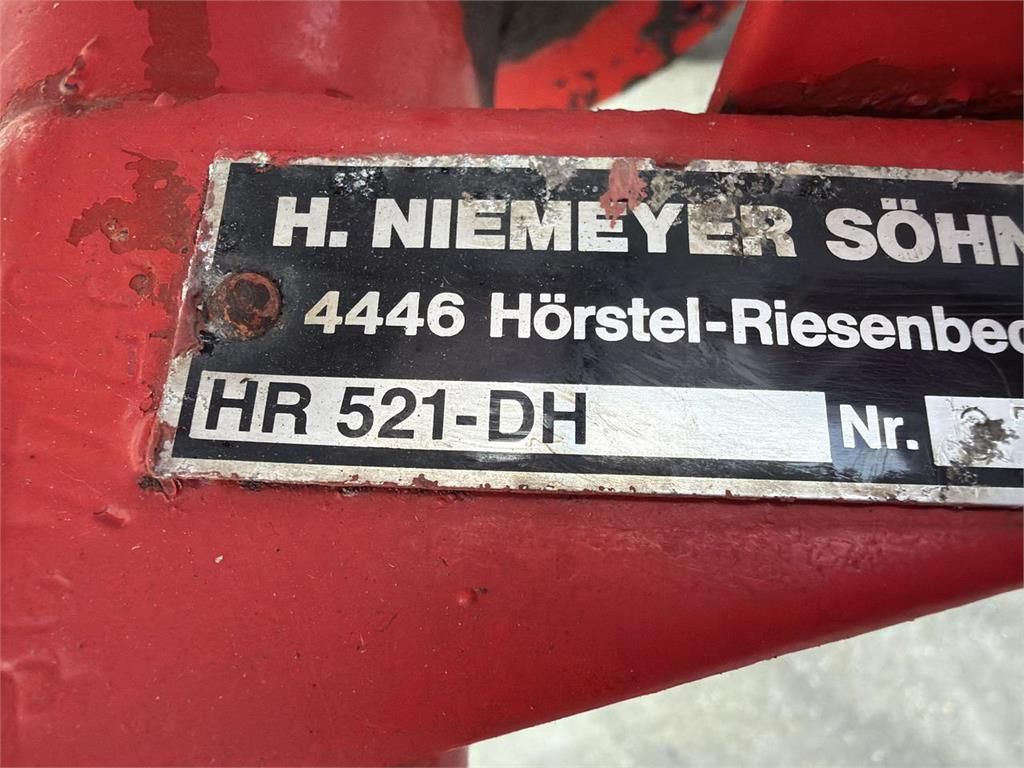 H. NIEMEYER SÖHN
4446 Hörstel-Riesenbec
HR 521-DH Nr.